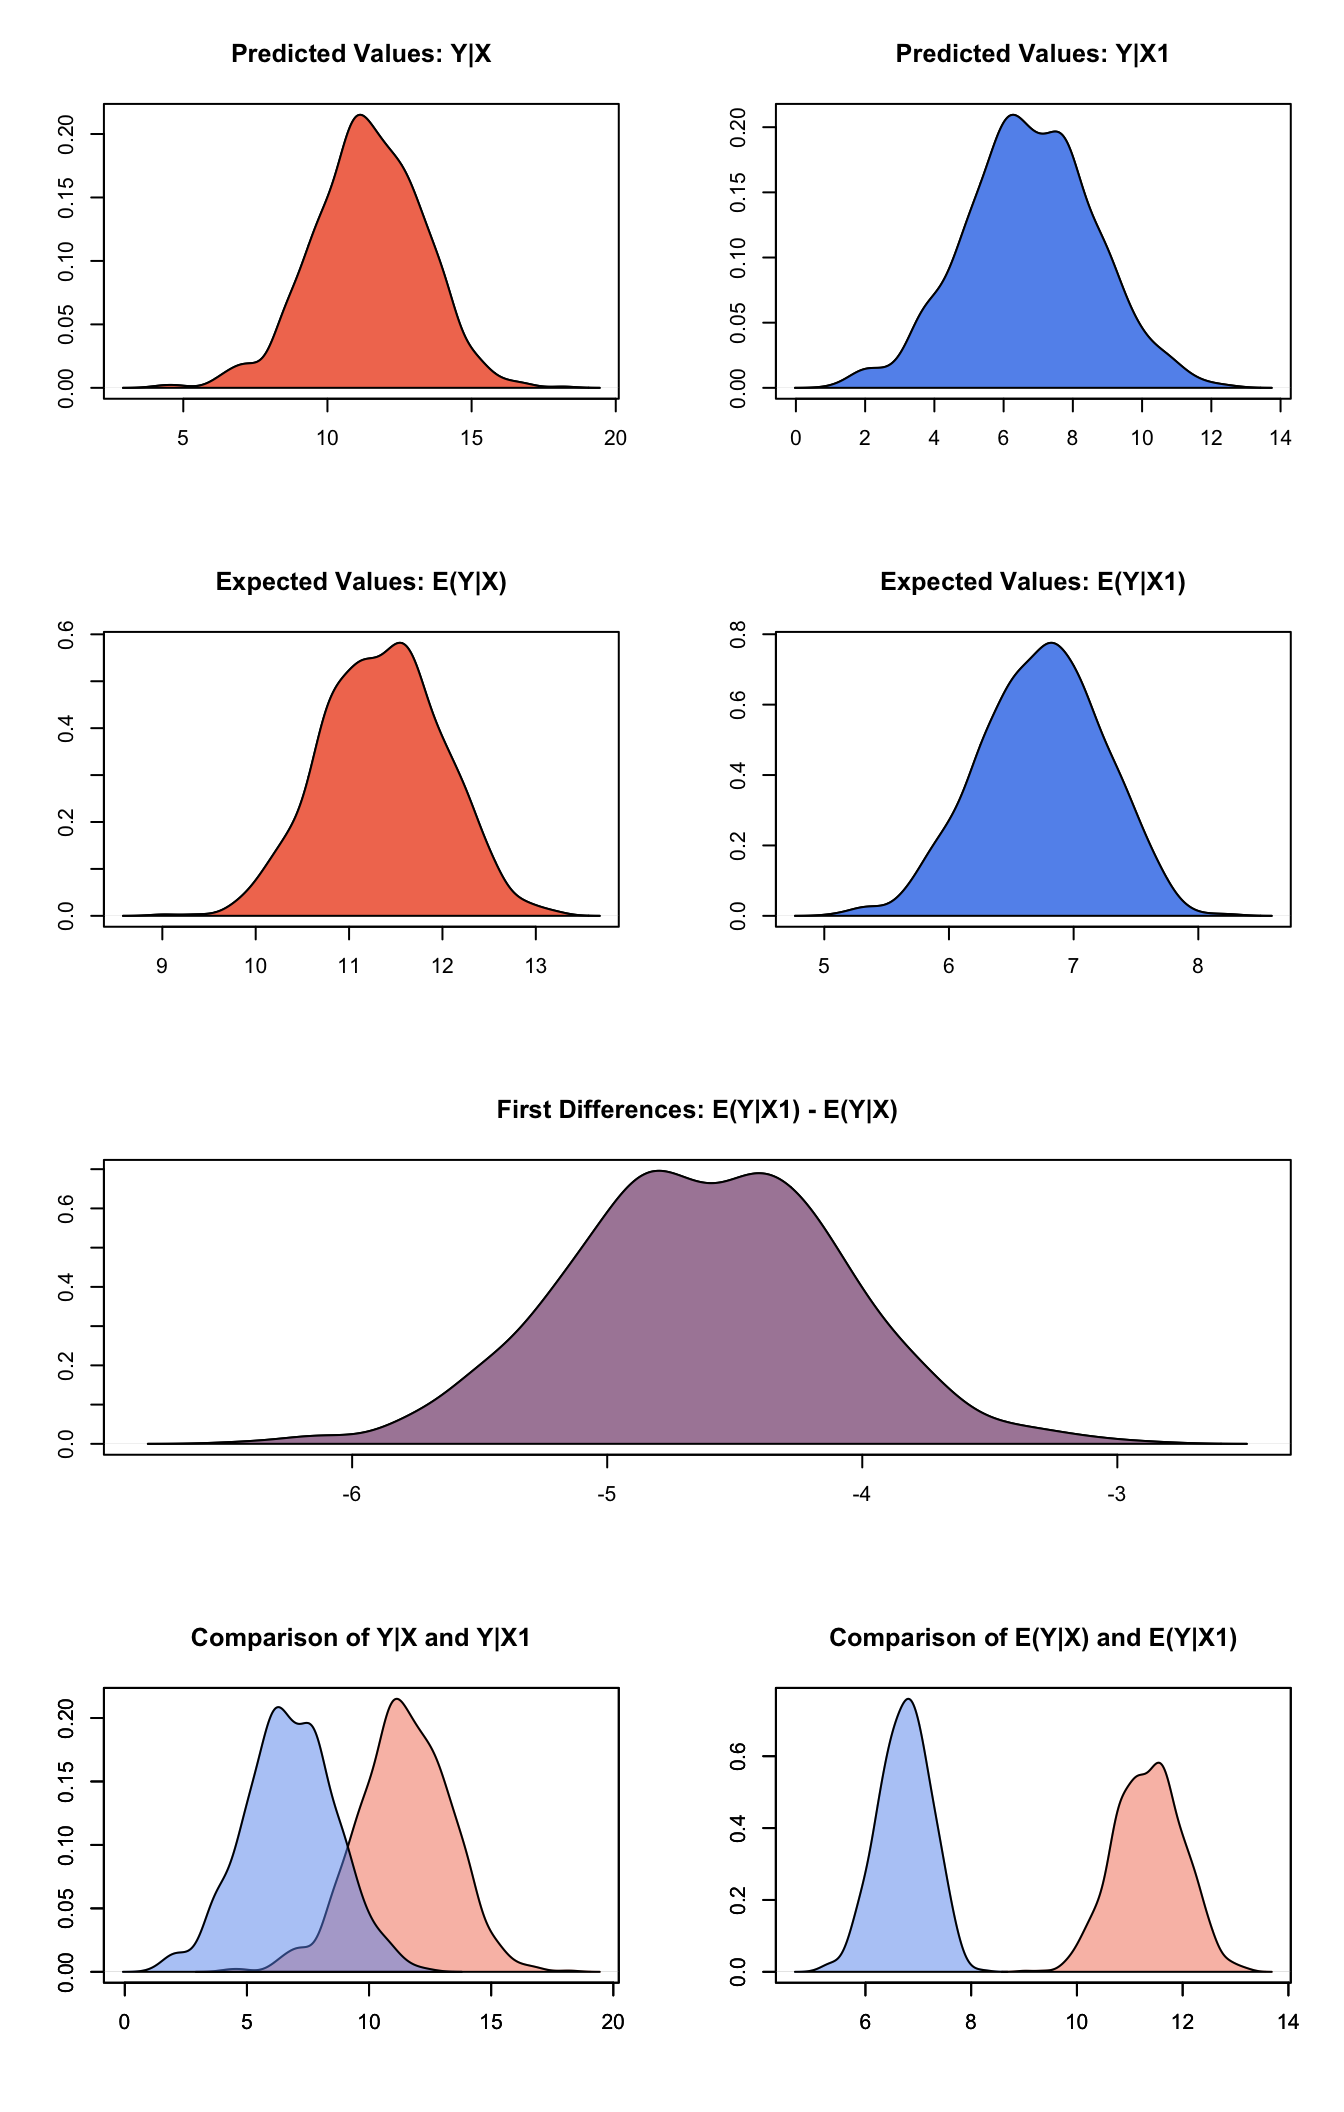 Predicted Values: Y|X
0.00 0.05 0.10 0.15 0.20
5 10 15 20
Predicted Values: Y|X1
0.00 0.05 0.10 0.15 0.20
0 2 4 6 8 10 12 14
Expected Values: E(Y|X)
0.0 0.2 0.4 0.6
9 10 11 12 13
Expected Values: E(Y|X1)
0.0 0.2 0.4 0.6 0.8
5 6 7 8
First Differences: E(Y|X1) - E(Y|X)
0.0 0.2 0.4 0.6
-6 -5 -4 -3
Comparison of Y|X and Y|X1
0.00 0.05 0.10 0.15 0.20
0 5 10 15 20
Comparison of E(Y|X) and E(Y|X1)
0.0 0.2 0.4 0.6
6 8 10 12 14